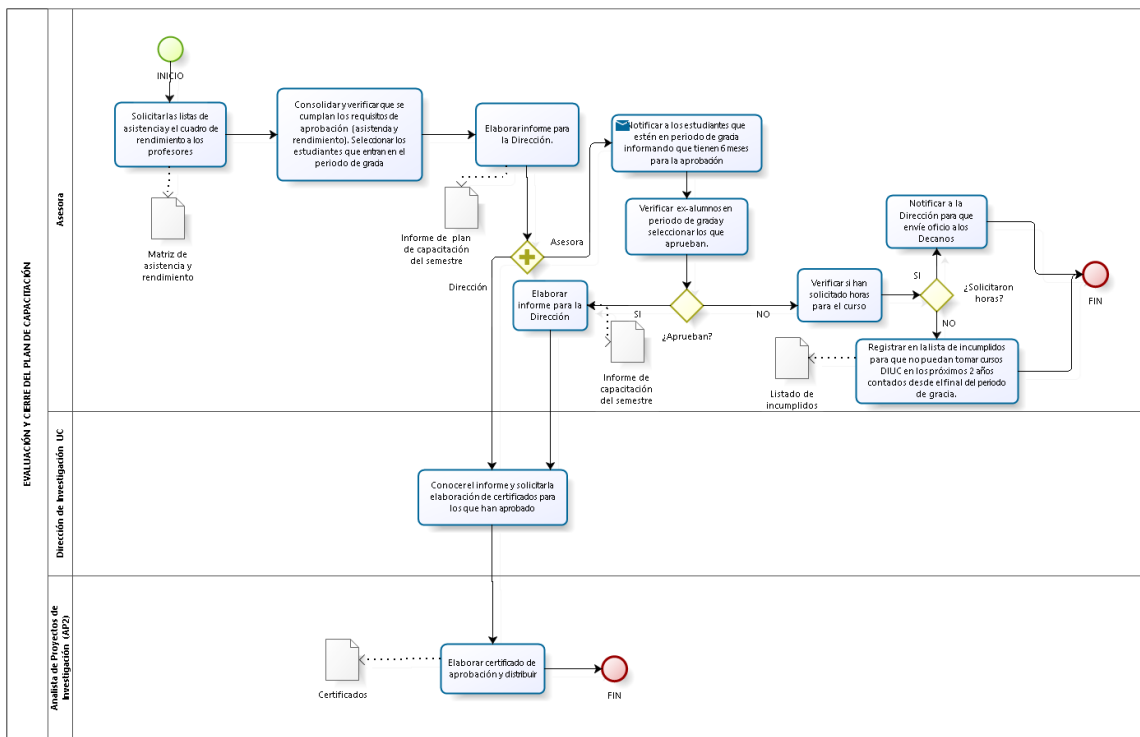 EVALUACIÓN Y CIERRE DEL PLAN DE CAPACITACIÓN
Asesora
INICIO
Solicitar las listas de
asistencia y el cuadro de
rendimiento a los
profesores
Matriz de
asistencia y
rendimiento
Consolidar y verificar que se
cumplan los requisitos de
aprobación (asistencia y
rendimiento). Seleccionar los
estudiantes que entran en el
periodo de gracia
Elaborar informe para
la Dirección.
Informe de plan
de capacitación
del semestre
Asesora
Dirección
Notificar a los estudiantes que
estén en periodo de gracia
informando que tienen 6 meses
para la aprobación
Verificar ex-alumnos en
periodo de gracia y
seleccionar los que
aprueban.
¿Aprueban?
SI
NO
Elaborar
informe para la
Dirección
Informe de
capacitación
del semestre
Verificar si han
solicitado horas
para el curso
¿Solicitaron
horas?
SI
NO
Notificar a la
Dirección para que
envíe oficio a los
Decanos
Registrar en la lista de incumplidos
para que no puedan tomar cursos
DIUC en los próximos 2 años
contados desde el final del periodo
de gracia.
Listado de
incumplidos
FIN
Dirección de Investigación UC
Conocer el informe y solicitar la
elaboración de certificados para
los que han aprobado
Analista de Proyectos de
Investigación (AP2)
Elaborar certificado de
aprobación y distribuir
Certificados
FIN